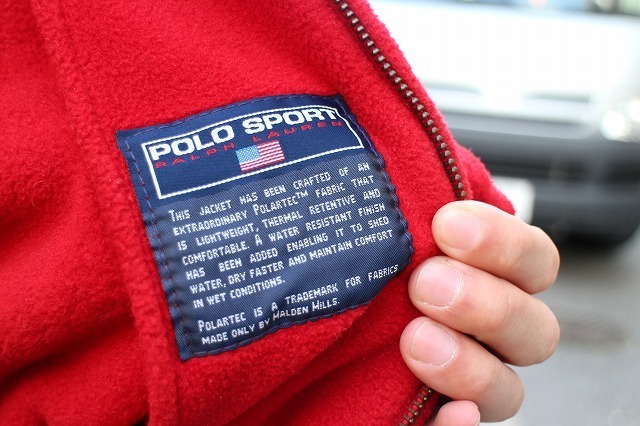 POLO SPORT
RALPH LAUREN
THIS JACKET HAS BEEN CRAFTED OF AN
EXTRAORDINARY POLARTEC™ FABRIC THAT
IS LIGHTWEIGHT, THERMAL RETENTIVE AND
COMFORTABLE. A WATER RESISTANT FINISH
HAS BEEN ADDED ENABLING IT TO SHED
WATER, DRY FASTER AND MAINTAIN COMFORT
IN WET CONDITIONS.
POLARTEC IS A TRADEMARK FOR FABRICS
MADE ONLY BY MALDEN MILLS.